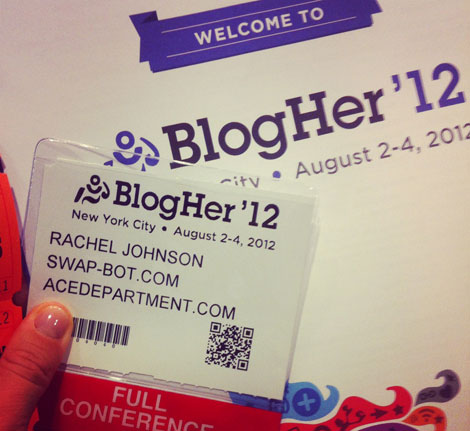 WELCOME TO
BlogHer '12
City • August 2-4, 2012
BlogHer '12
New York City • August 2-4, 2012
RACHEL JOHNSON
SWAP-BOT.COM
ACEDEPARTMENT.COM
FULL
CONFERENCE